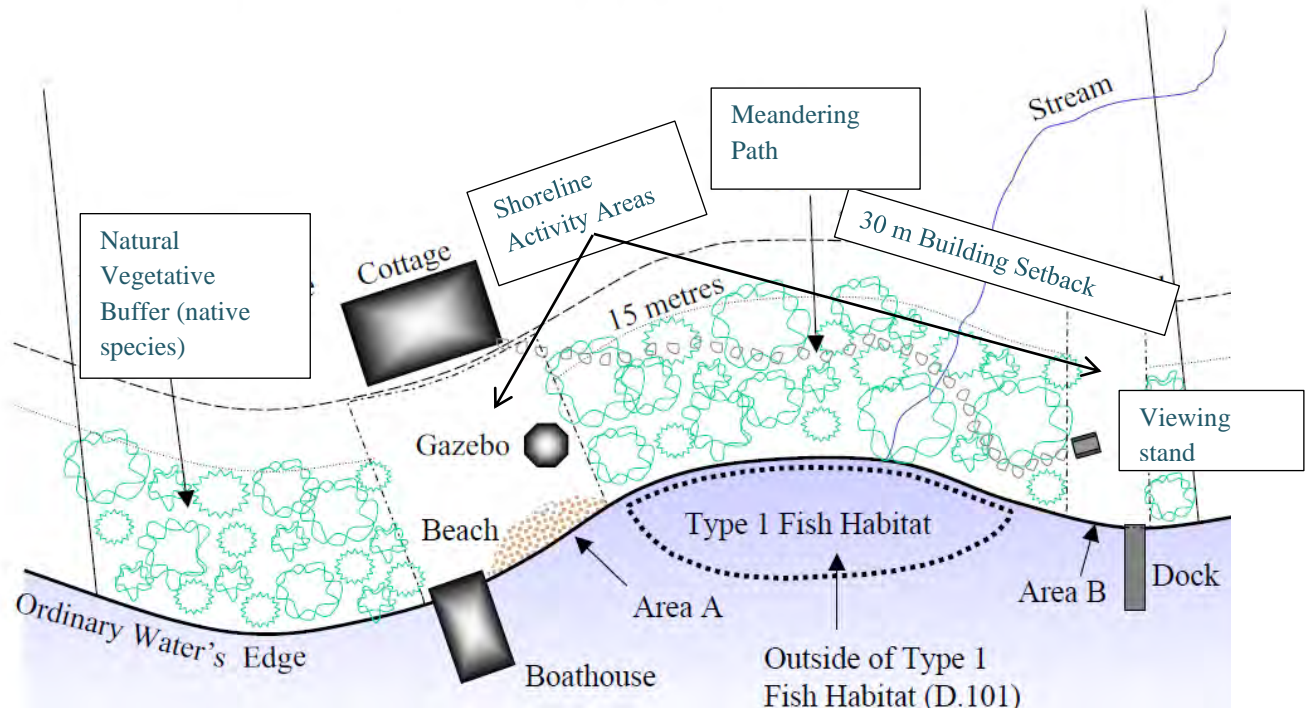 Stream
Meandering
Path
Shoreline
Activity Areas
30 m Building Setback
Natural
Vegetative
Buffer (native
species)
Cottage
15 metres
Gazebo
Viewing
stand
Beach
Type 1 Fish Habitat
Area A
Area B
Dock
Ordinary Water's Edge
Boathouse
Outside of Type 1
Fish Habitat (D.101)